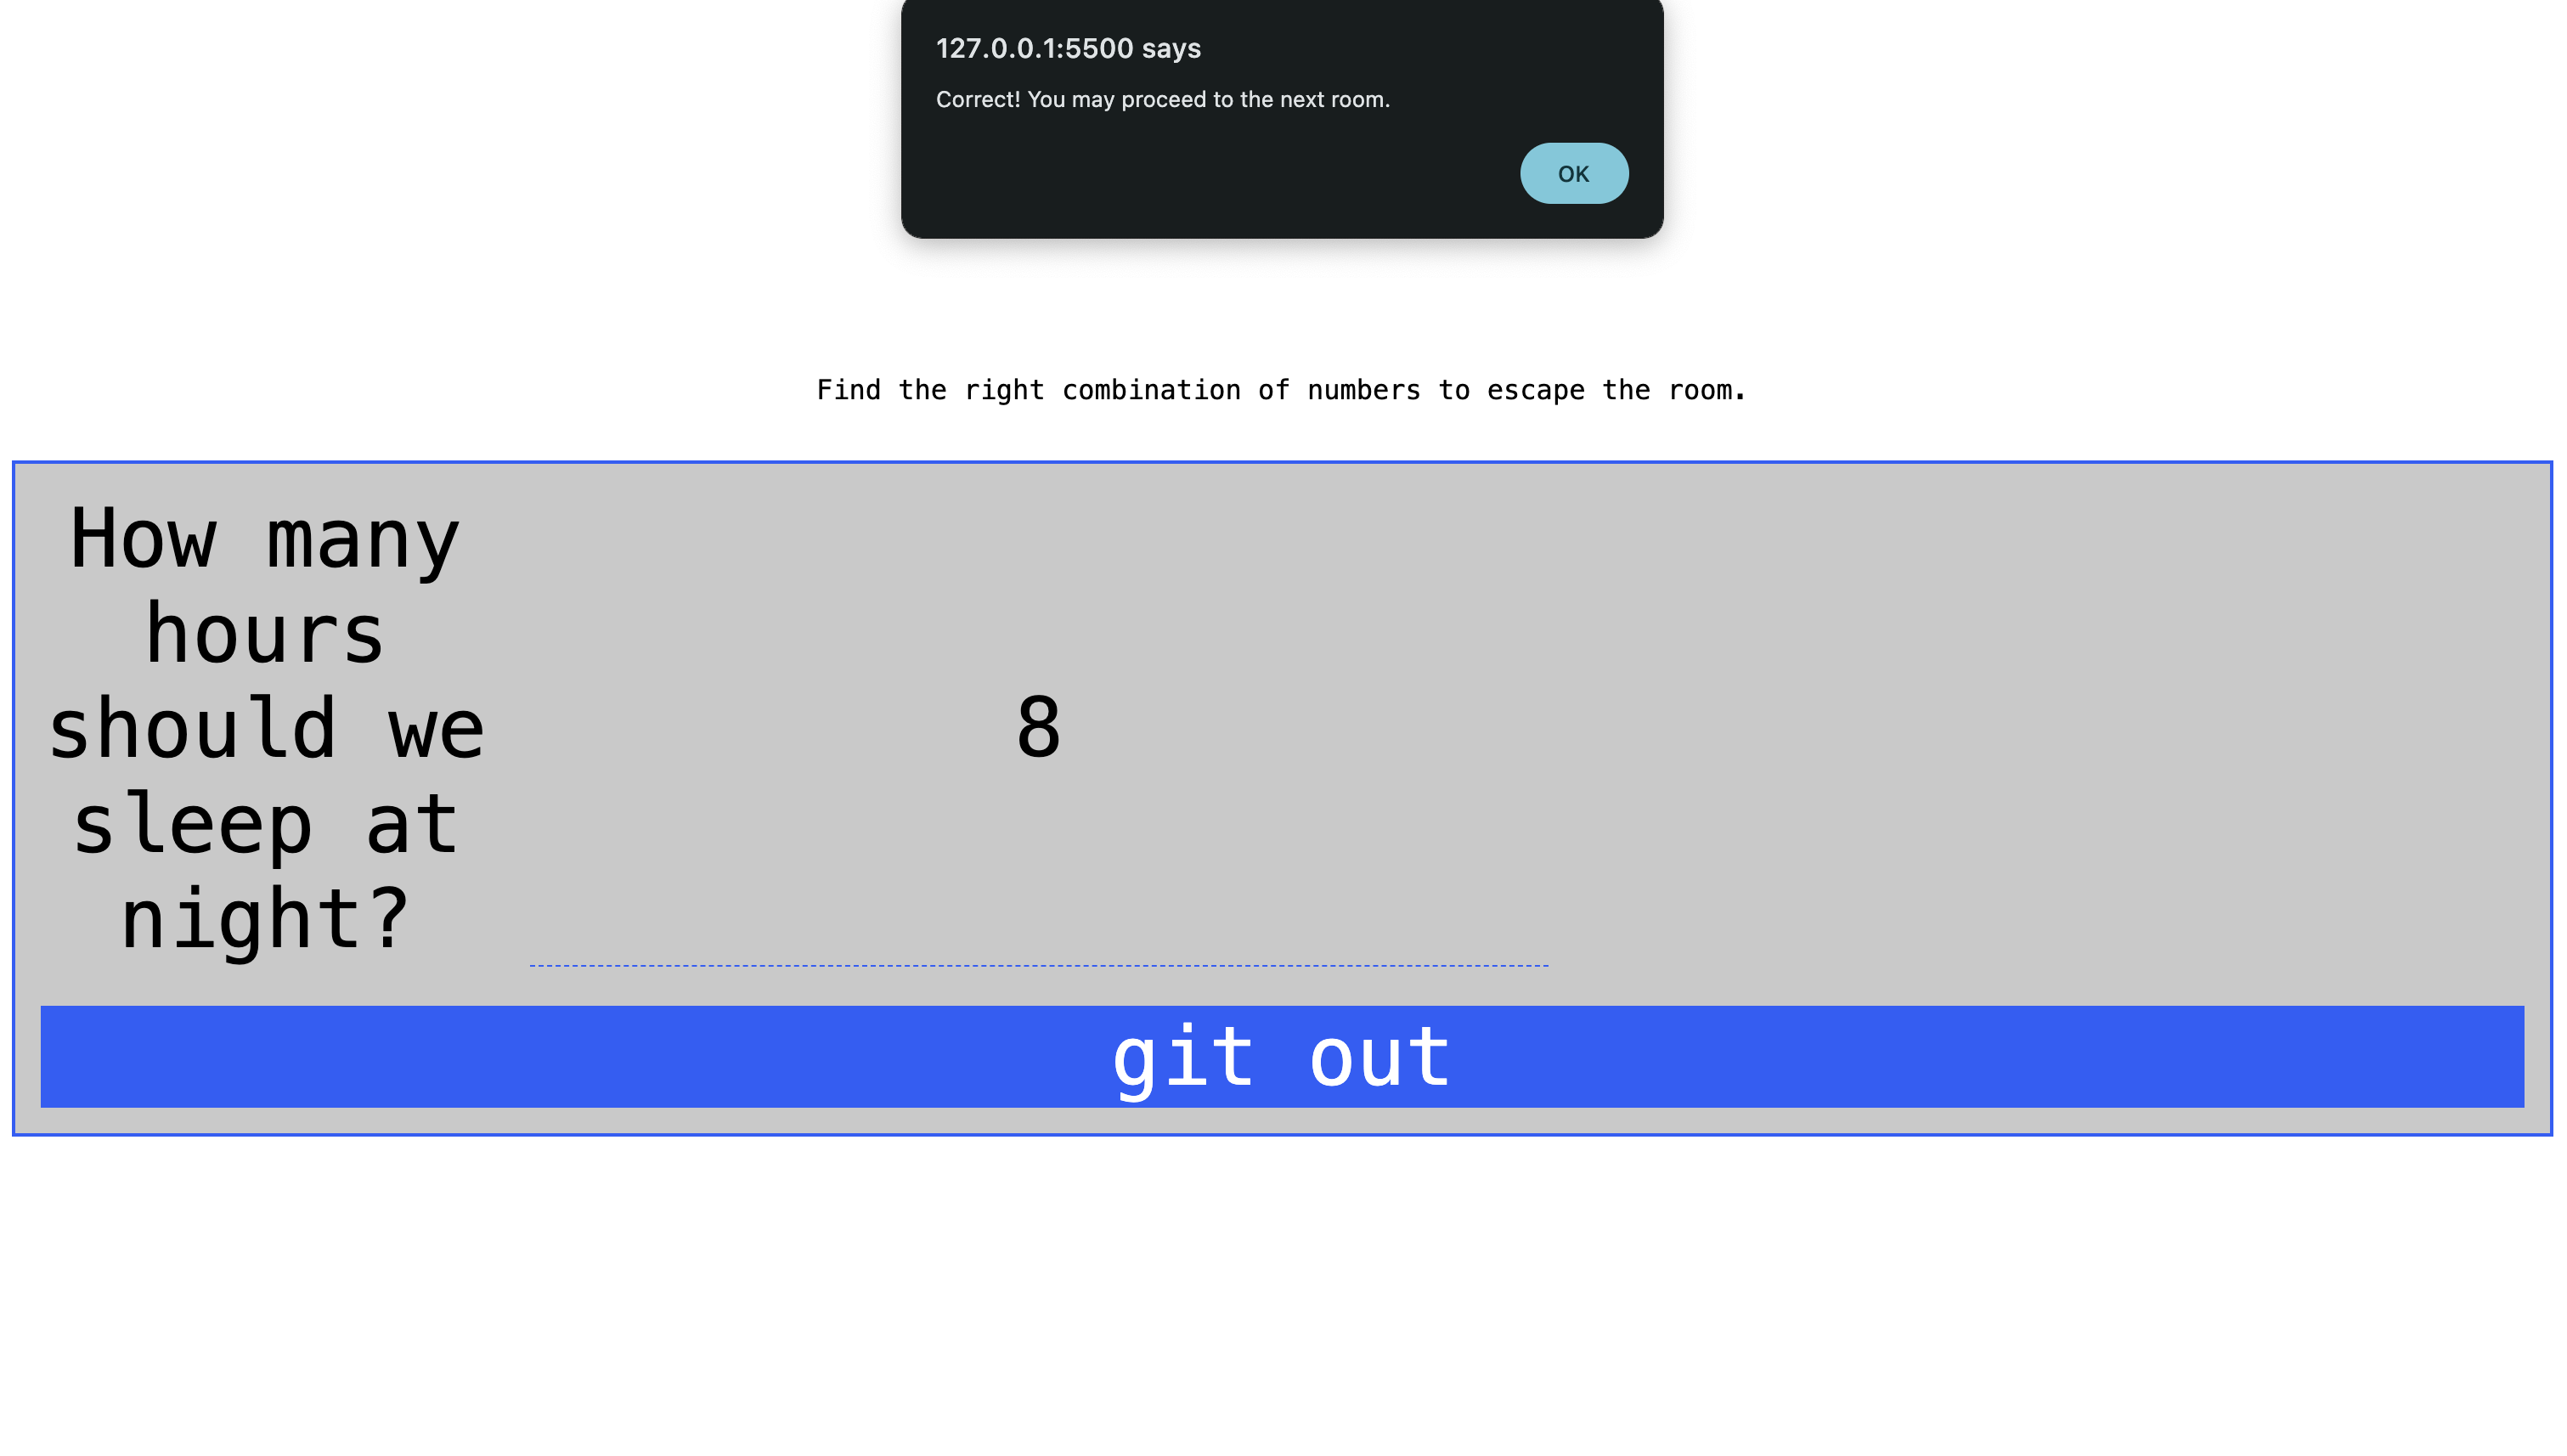 127.0.0.1:5500 says
Correct! You may proceed to the next room.
OK
Find the right combination of numbers to escape the room.
How many
hours
should we
sleep at
night?
8
git out